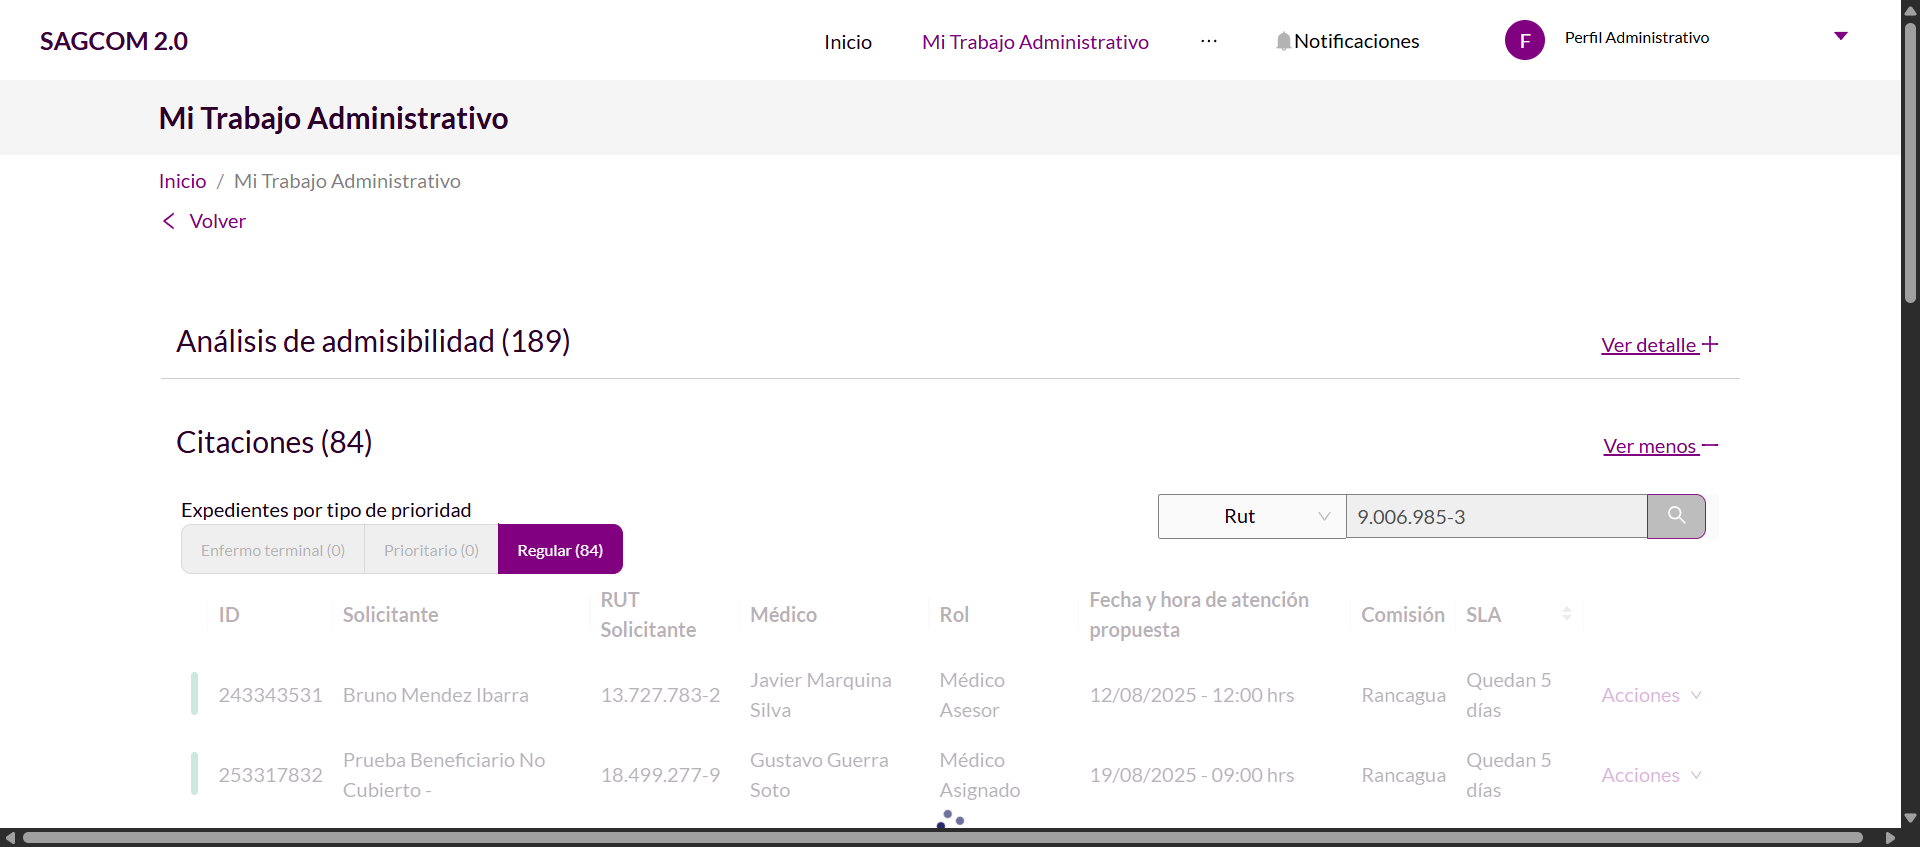 SAGCOM 2.0
Inicio
Mi Trabajo Administrativo
···
Notificaciones
F
Perfil Administrativo
Mi Trabajo Administrativo
Inicio / Mi Trabajo Administrativo
Volver
Análisis de admisibilidad (189)
Ver detalle
Citaciones (84)
Ver menos
Expedientes por tipo de prioridad
Enfermo terminal (0)
Prioritario (0)
Regular (84)
Rut
9.006.985-3
ID
Solicitante
RUT
Solicitante
Médico
Rol
Fecha y hora de atención
propuesta
Comisión
SLA
243343531
Bruno Mendez Ibarra
13.727.783-2
Javier Marquina
Silva
Médico
Asesor
12/08/2025 - 12:00 hrs
Rancagua
Quedan 5
días
Acciones
253317832
Prueba Beneficiario No
Cubierto -
18.499.277-9
Gustavo Guerra
Soto
Médico
Asignado
19/08/2025 - 09:00 hrs
Rancagua
Quedan 5
días
Acciones